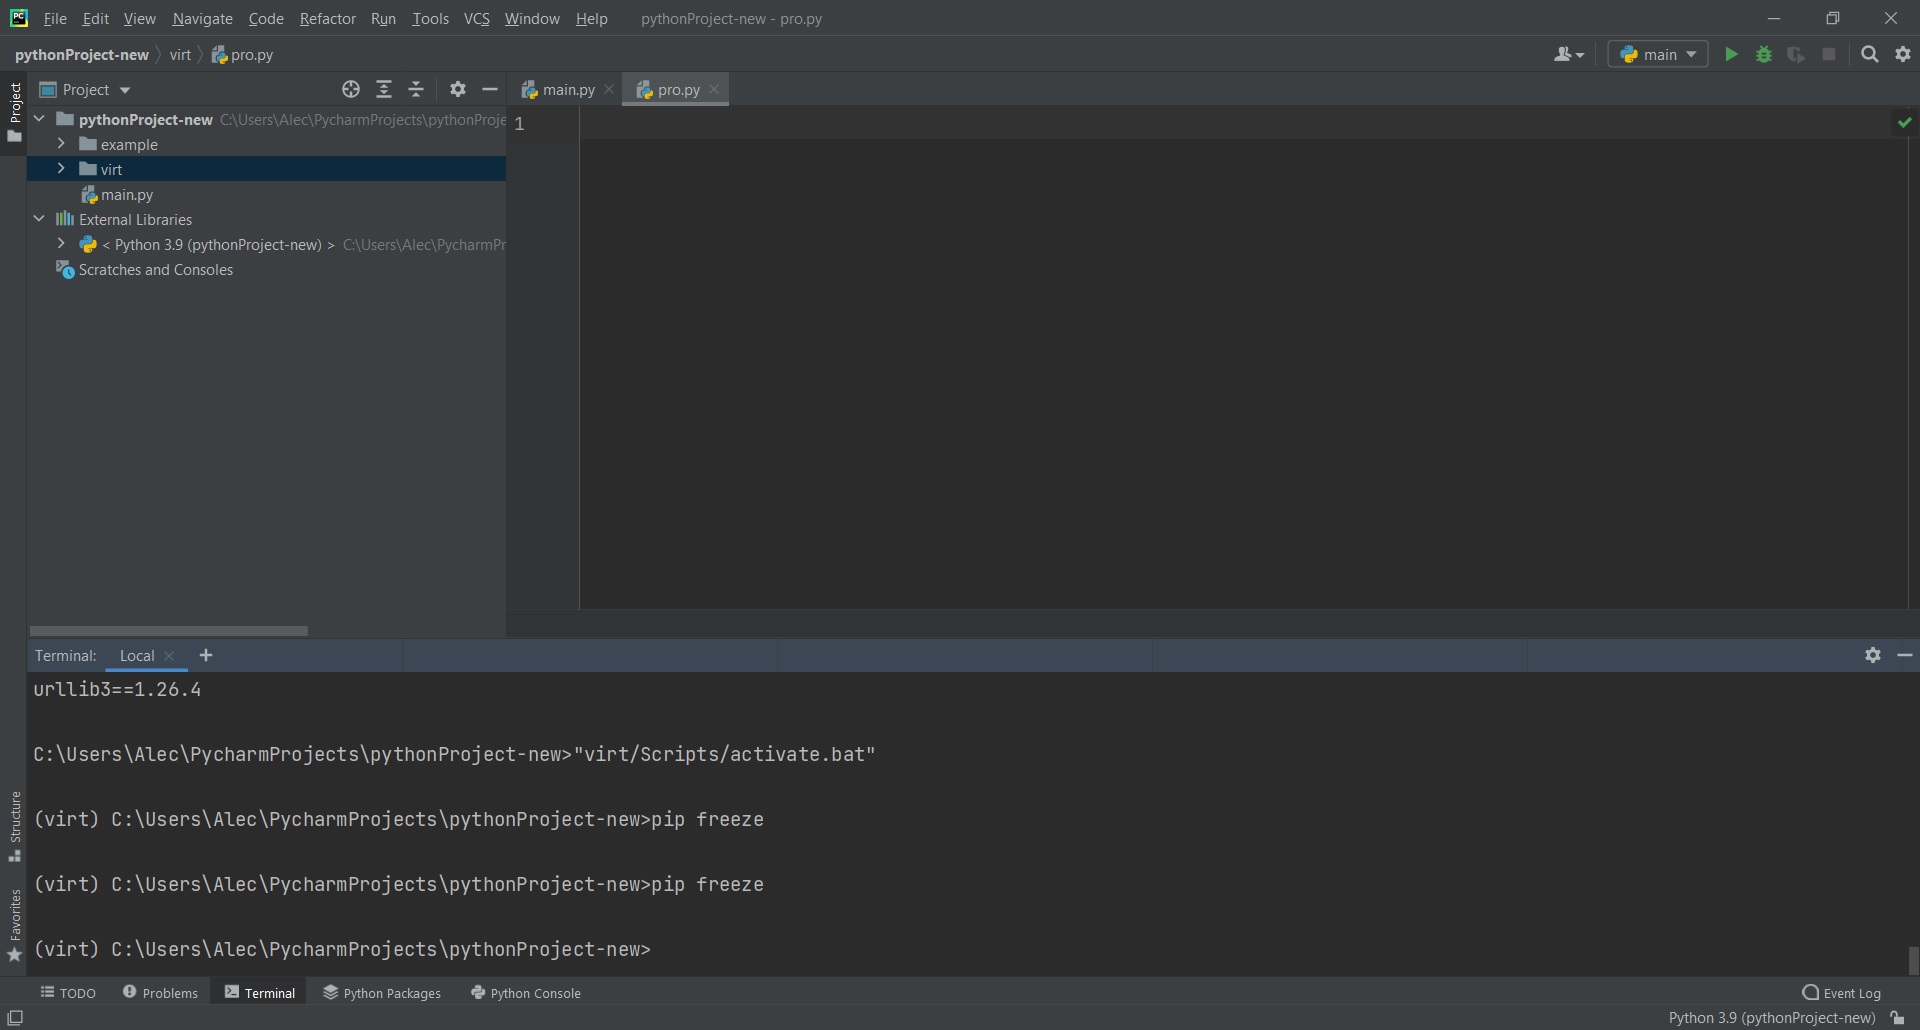 PC File Edit View Navigate Code Refactor Run Tools VCS Window Help pythonProject-new - pro.py
pythonProject-new virt pro.py main
Project Project main.py pro.py
pythonProject-new C:\Users\Alec\PycharmProjects\pythonProje 1
example
virt
main.py
External Libraries
< Python 3.9 (pythonProject-new) > C:\Users\Alec\PycharmPr
Scratches and Consoles
Terminal: Local +
urllib3==1.26.4
C:\Users\Alec\PycharmProjects\pythonProject-new>"virt/Scripts/activate.bat"
Structure
(virt) C:\Users\Alec\PycharmProjects\pythonProject-new>pip freeze
(virt) C:\Users\Alec\PycharmProjects\pythonProject-new>pip freeze
Favorites
(virt) C:\Users\Alec\PycharmProjects\pythonProject-new>
TODO Problems Terminal Python Packages Python Console Event Log
Python 3.9 (pythonProject-new)